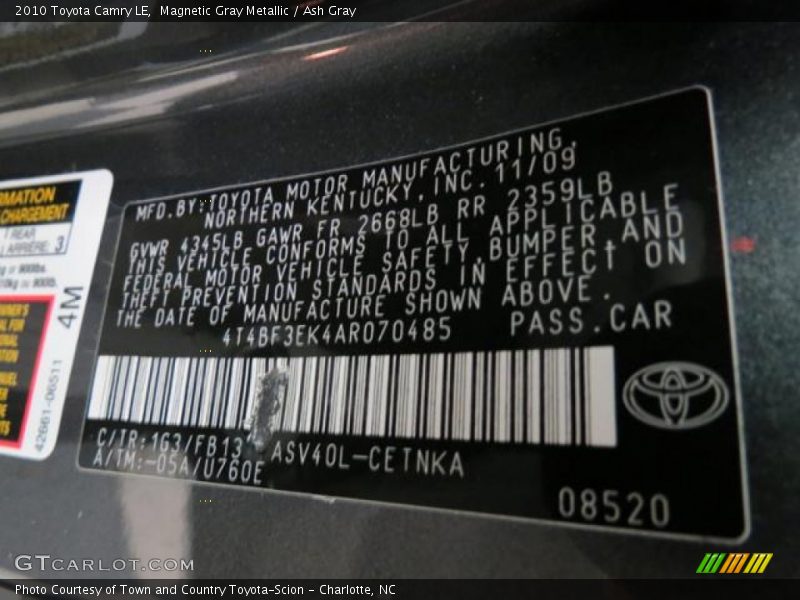 2010 Toyota Camry LE, Magnetic Gray Metallic / Ash Gray
MFD.BY:TOYOTA MOTOR MANUFACTURING,
NORTHERN KENTUCKY,INC. 11/09
GVWR 4345LB GAWR FR 2668LB RR 2359LB
THIS VEHICLE CONFORMS TO ALL APPLICABLE
FEDERAL MOTOR VEHICLE SAFETY,BUMPER AND
THEFT PREVENTION STANDARDS IN EFFECT ON
THE DATE OF MANUFACTURE SHOWN ABOVE.
4T4BF3EK4AR070485 PASS.CAR
C/TR:1G3/FB13 ASV40L-CETNKA
A/TM:-05A/U760E
08520
4M
42661-06511
REAR
ARRIÈRE: 3
GTCARLOT.COM
Photo Courtesy of Town and Country Toyota-Scion - Charlotte, NC